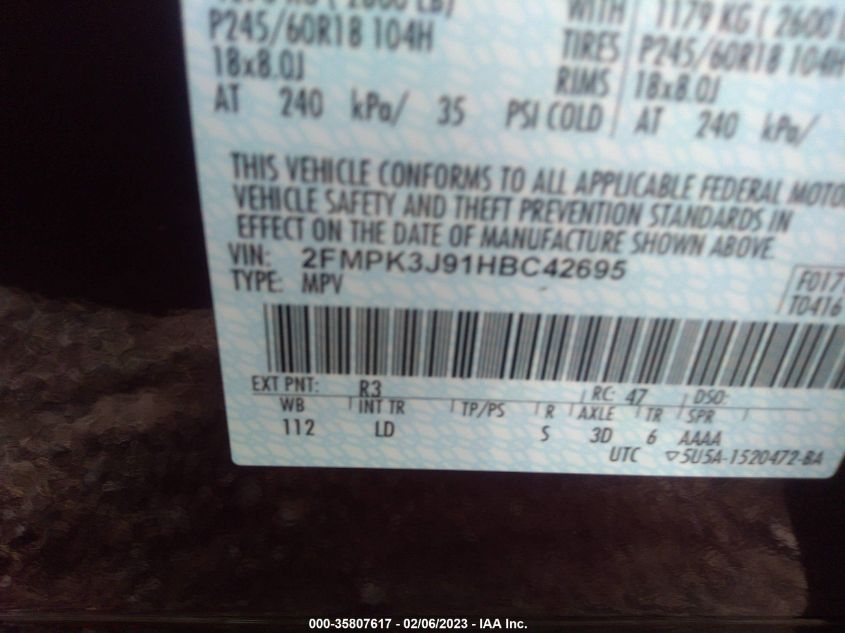 P245/60R18 104H WITH 1179 KG ( 2600
18x8.0J TIRES P245/60R18 104H
AT 240 kPa/ 35 PSI COLD RIMS 18x8.0J
AT 240 kPa/
THIS VEHICLE CONFORMS TO ALL APPLICABLE FEDERAL MOTOR
VEHICLE SAFETY AND THEFT PREVENTION STANDARDS IN
EFFECT ON THE DATE OF MANUFACTURE SHOWN ABOVE.
VIN: 2FMPK3J91HBC42695
TYPE: MPV
F017
T0416
EXT PNT: R3 RC: 47 DSO:
WB INT TR TP/PS R AXLE TR SPR
112 LD S 3D 6 AAAA
UTC ▽5U5A-1520472-BA
000-35807617 - 02/06/2023 - IAA Inc.